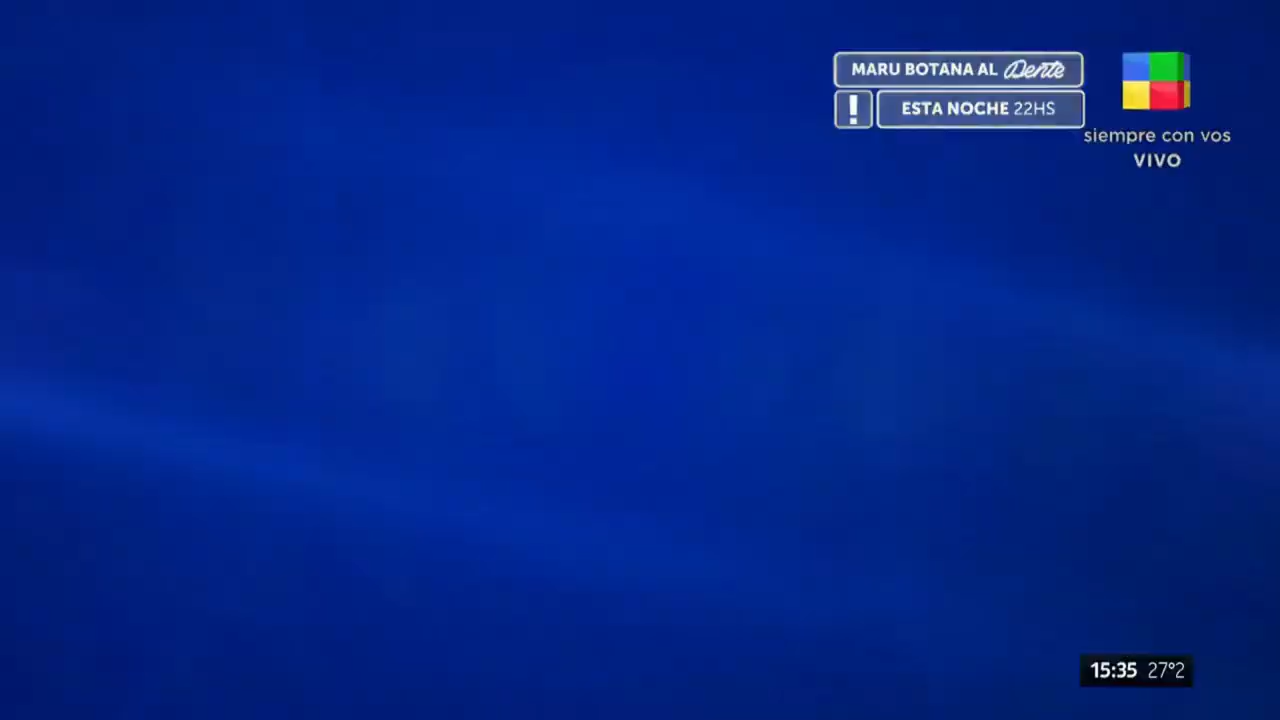 MARU BOTANA AL Dente
! ESTA NOCHE 22HS
siempre con vos
VIVO
15:35 27°2